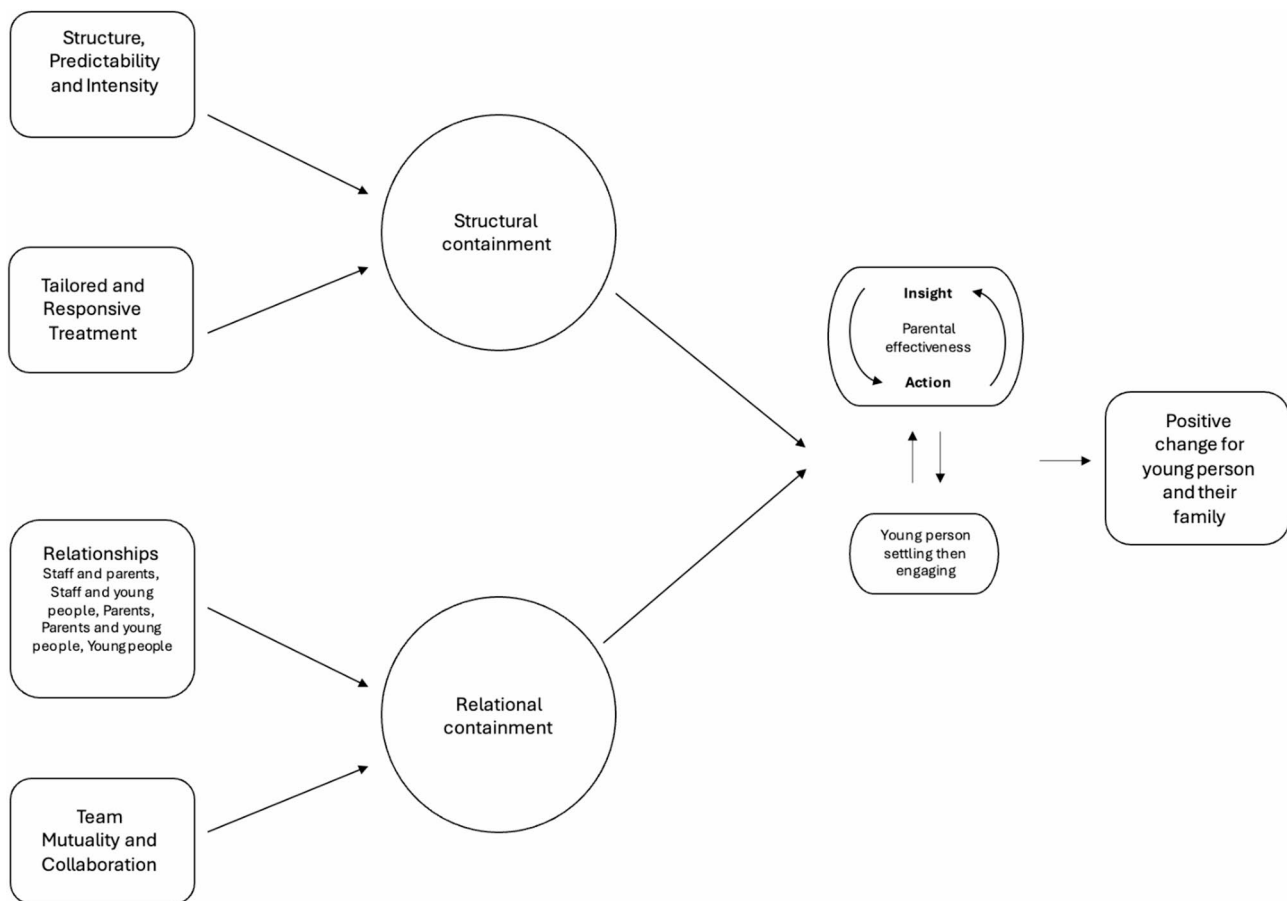 Structure,
Predictability
and Intensity
Tailored and
Responsive
Treatment
Relationships
Staff and parents,
Staff and young
people, Parents,
Parents and young
people, Young people
Team
Mutuality and
Collaboration
Structural
containment
Relational
containment
Insight
Parental
effectiveness
Action
Young person
settling then
engaging
Positive
change for
young person
and their
family